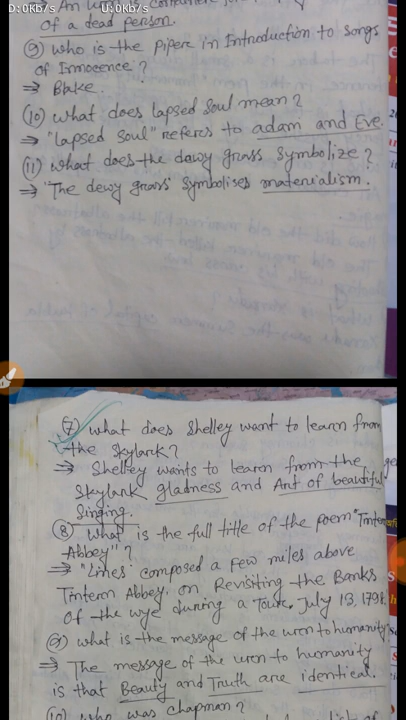 D:0Kb/s U:0Kb/s
An
of a dead person.
(9) Who is the piper in Introduction to songs
of Innocence?
⇒ Blake.
(10) What does lapsed soul mean?
⇒ "Lapsed soul" refers to adam and Eve.
(11) What does the dewy grass symbolize?
⇒ 'The dewy grass' symbolises materialism.
(7) What does Shelley want to learn from
the Skylark?
⇒ Shelley wants to learn from the
Skylark gladness and Art of beautiful
Singing.
(8) What is the full title of the poem "Tintern
Abbey"?
⇒ "Lines composed a few miles above
Tintern Abbey, on Revisiting the Banks
of the wye during a Tour, July 13, 1798.
(9) What is the message of the urn to humanity?
⇒ The message of the urn to humanity
is that Beauty and Truth are identical.
(10) Who was Chapman?